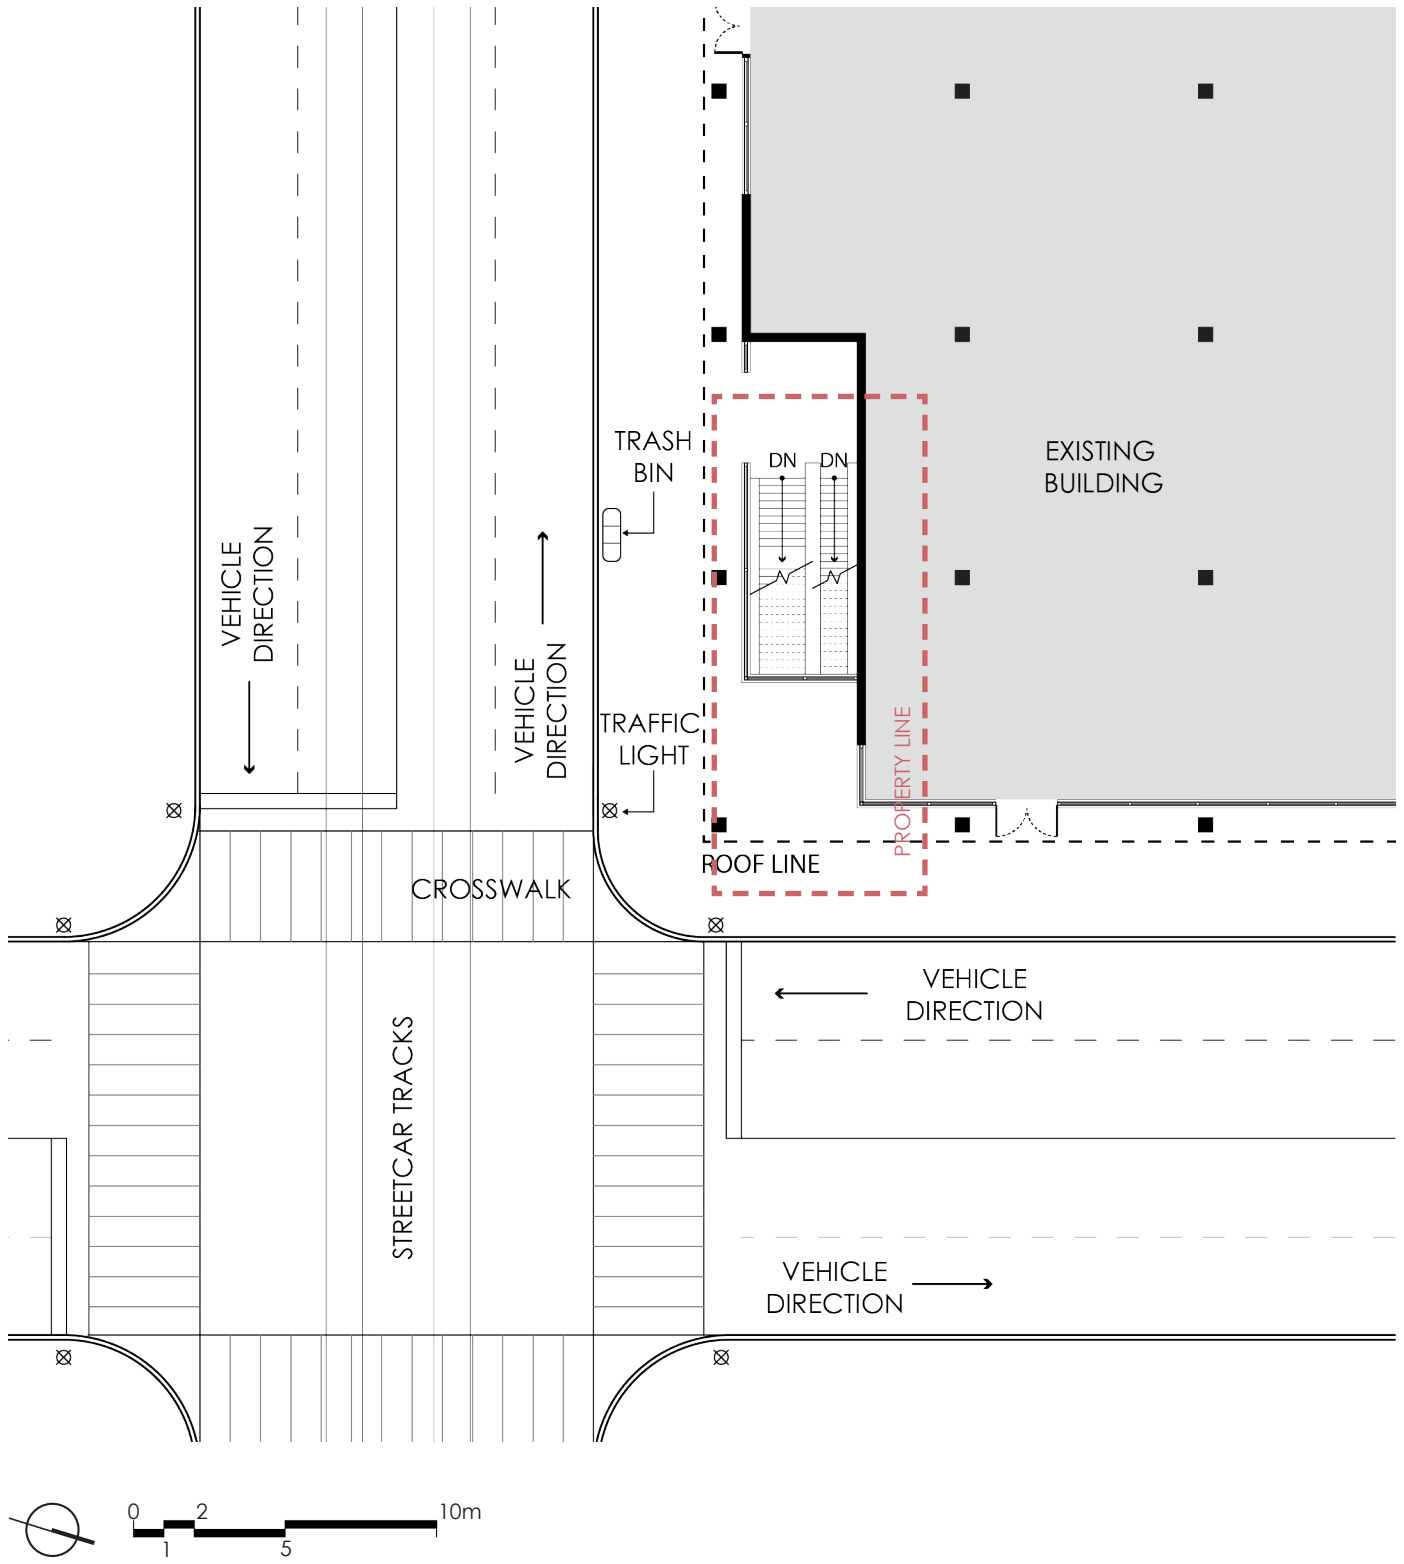 TRASH
BIN
DN
DN
EXISTING
BUILDING
VEHICLE
DIRECTION
VEHICLE
DIRECTION
TRAFFIC
LIGHT
PROPERTY LINE
ROOF LINE
CROSSWALK
VEHICLE
DIRECTION
STREETCAR TRACKS
VEHICLE
DIRECTION
0
2
10m
1
5